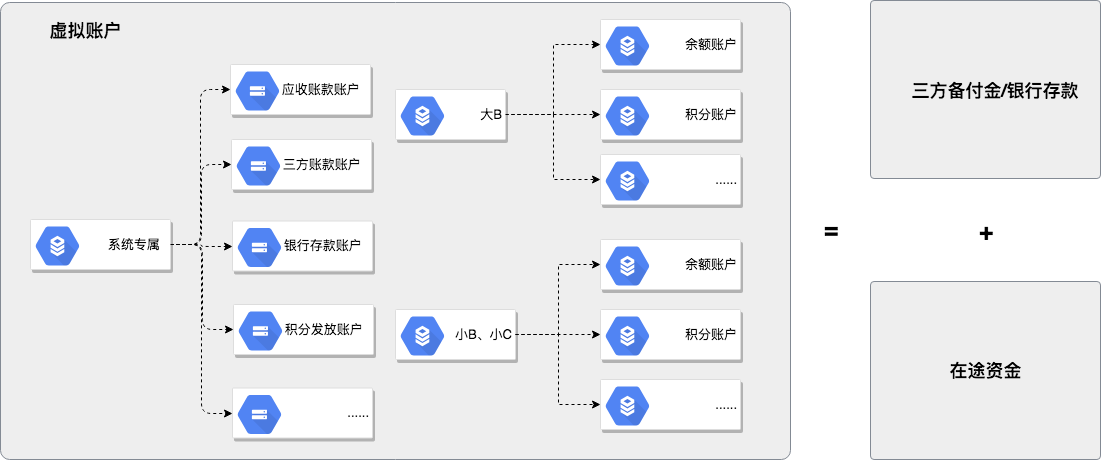 虚拟账户
系统专属
应收账款账户
三方账款账户
银行存款账户
积分发放账户
......
大B
余额账户
积分账户
......
小B、小C
余额账户
积分账户
......
=
三方备付金/银行存款
+
在途资金